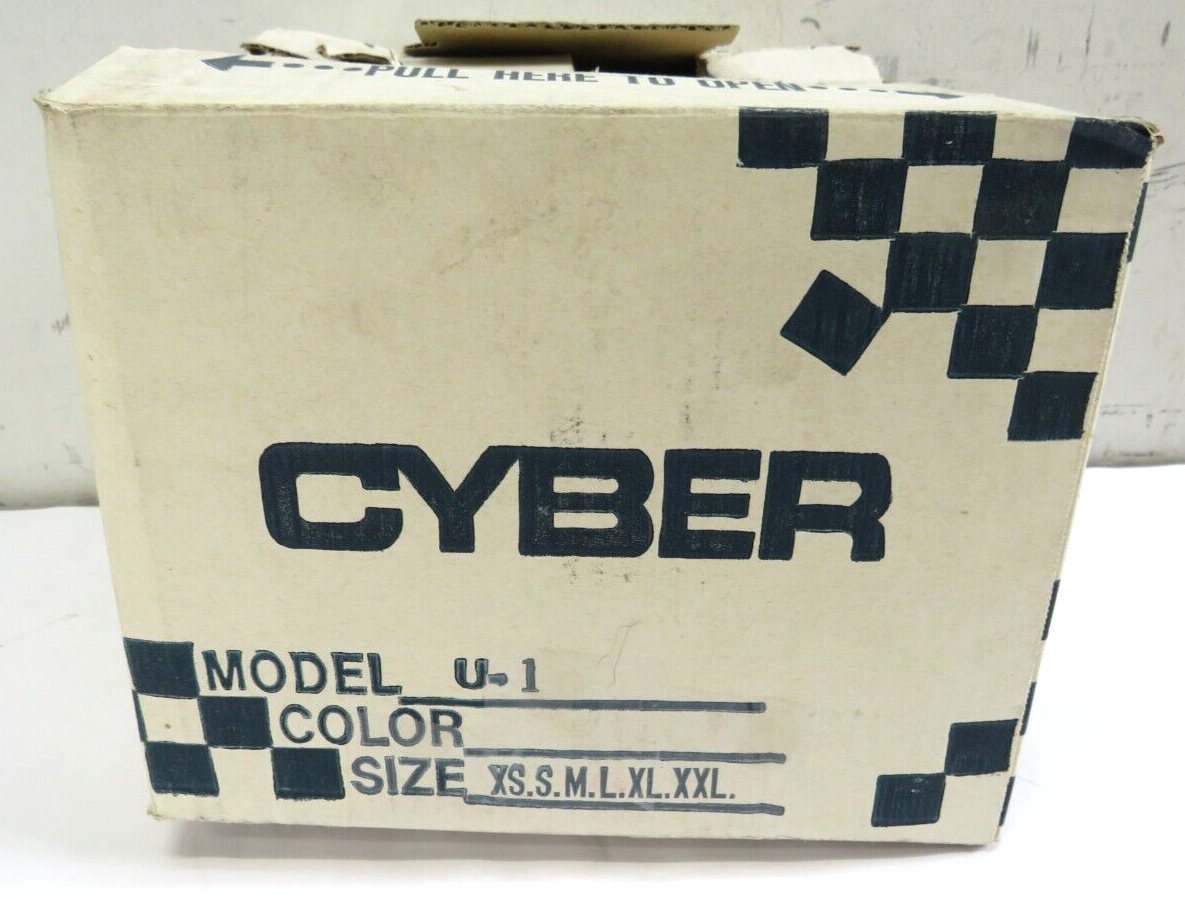 PULL HERE TO OPEN
CYBER
MODEL U-1
COLOR
SIZE XS.S.M.L.XL.XXL.